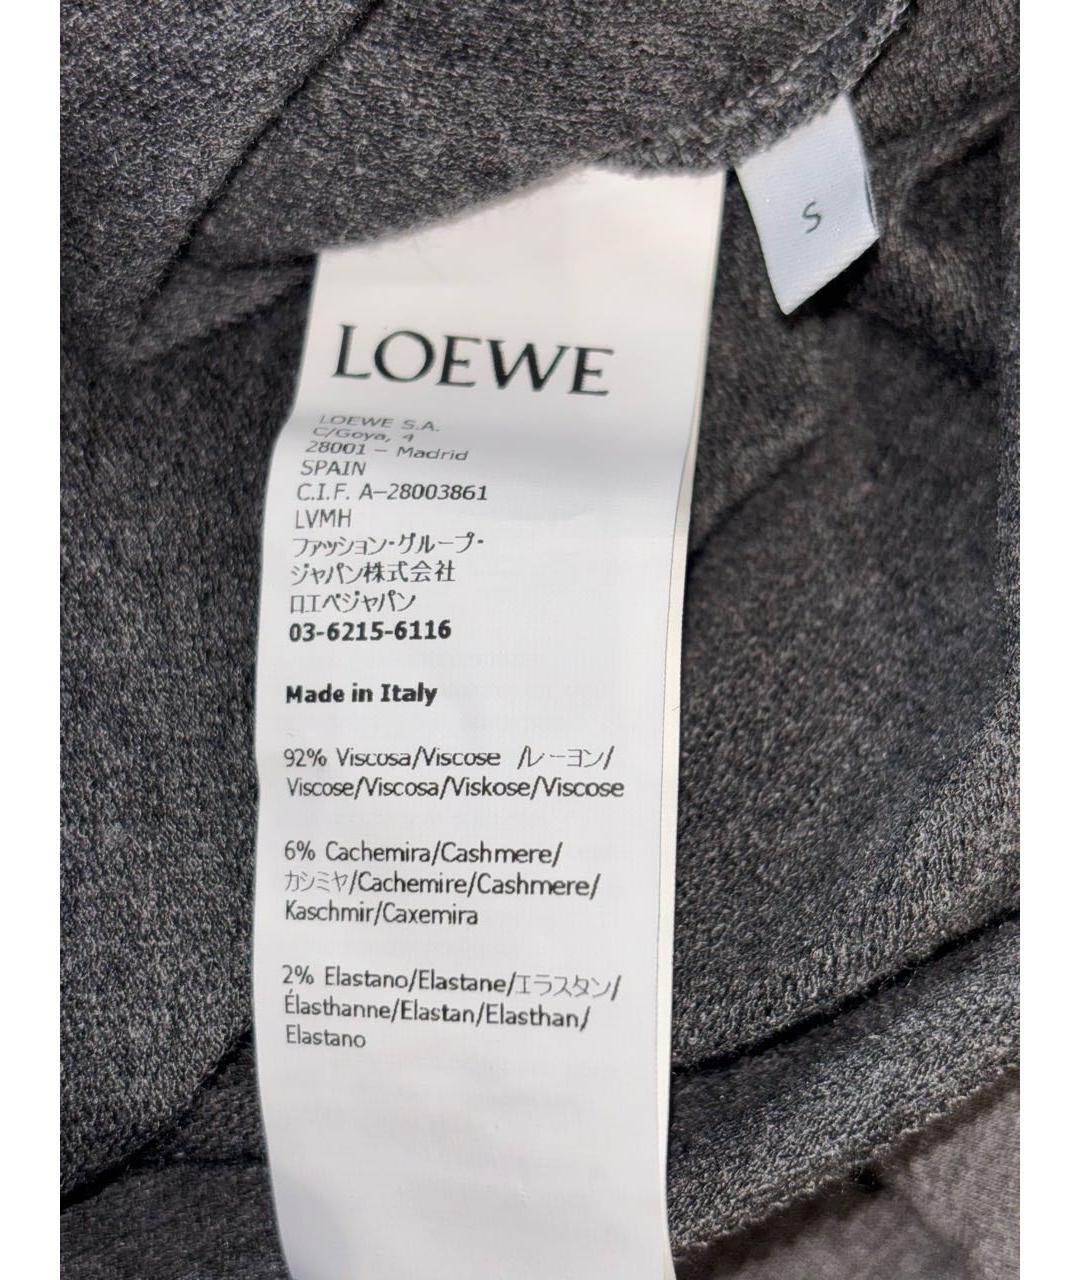 S
LOEWE
LOEWE S.A.
C/Goya, 4
28001 – Madrid
SPAIN
C.I.F. A–28003861
LVMH
ファッション・グループ・
ジャパン株式会社
ロエベジャパン
03-6215-6116
Made in Italy
92% Viscosa/Viscose /レーヨン/
Viscose/Viscosa/Viskose/Viscose
6% Cachemira/Cashmere/
カシミヤ/Cachemire/Cashmere/
Kaschmir/Caxemira
2% Elastano/Elastane/エラスタン/
Élasthanne/Elastan/Elasthan/
Elastano